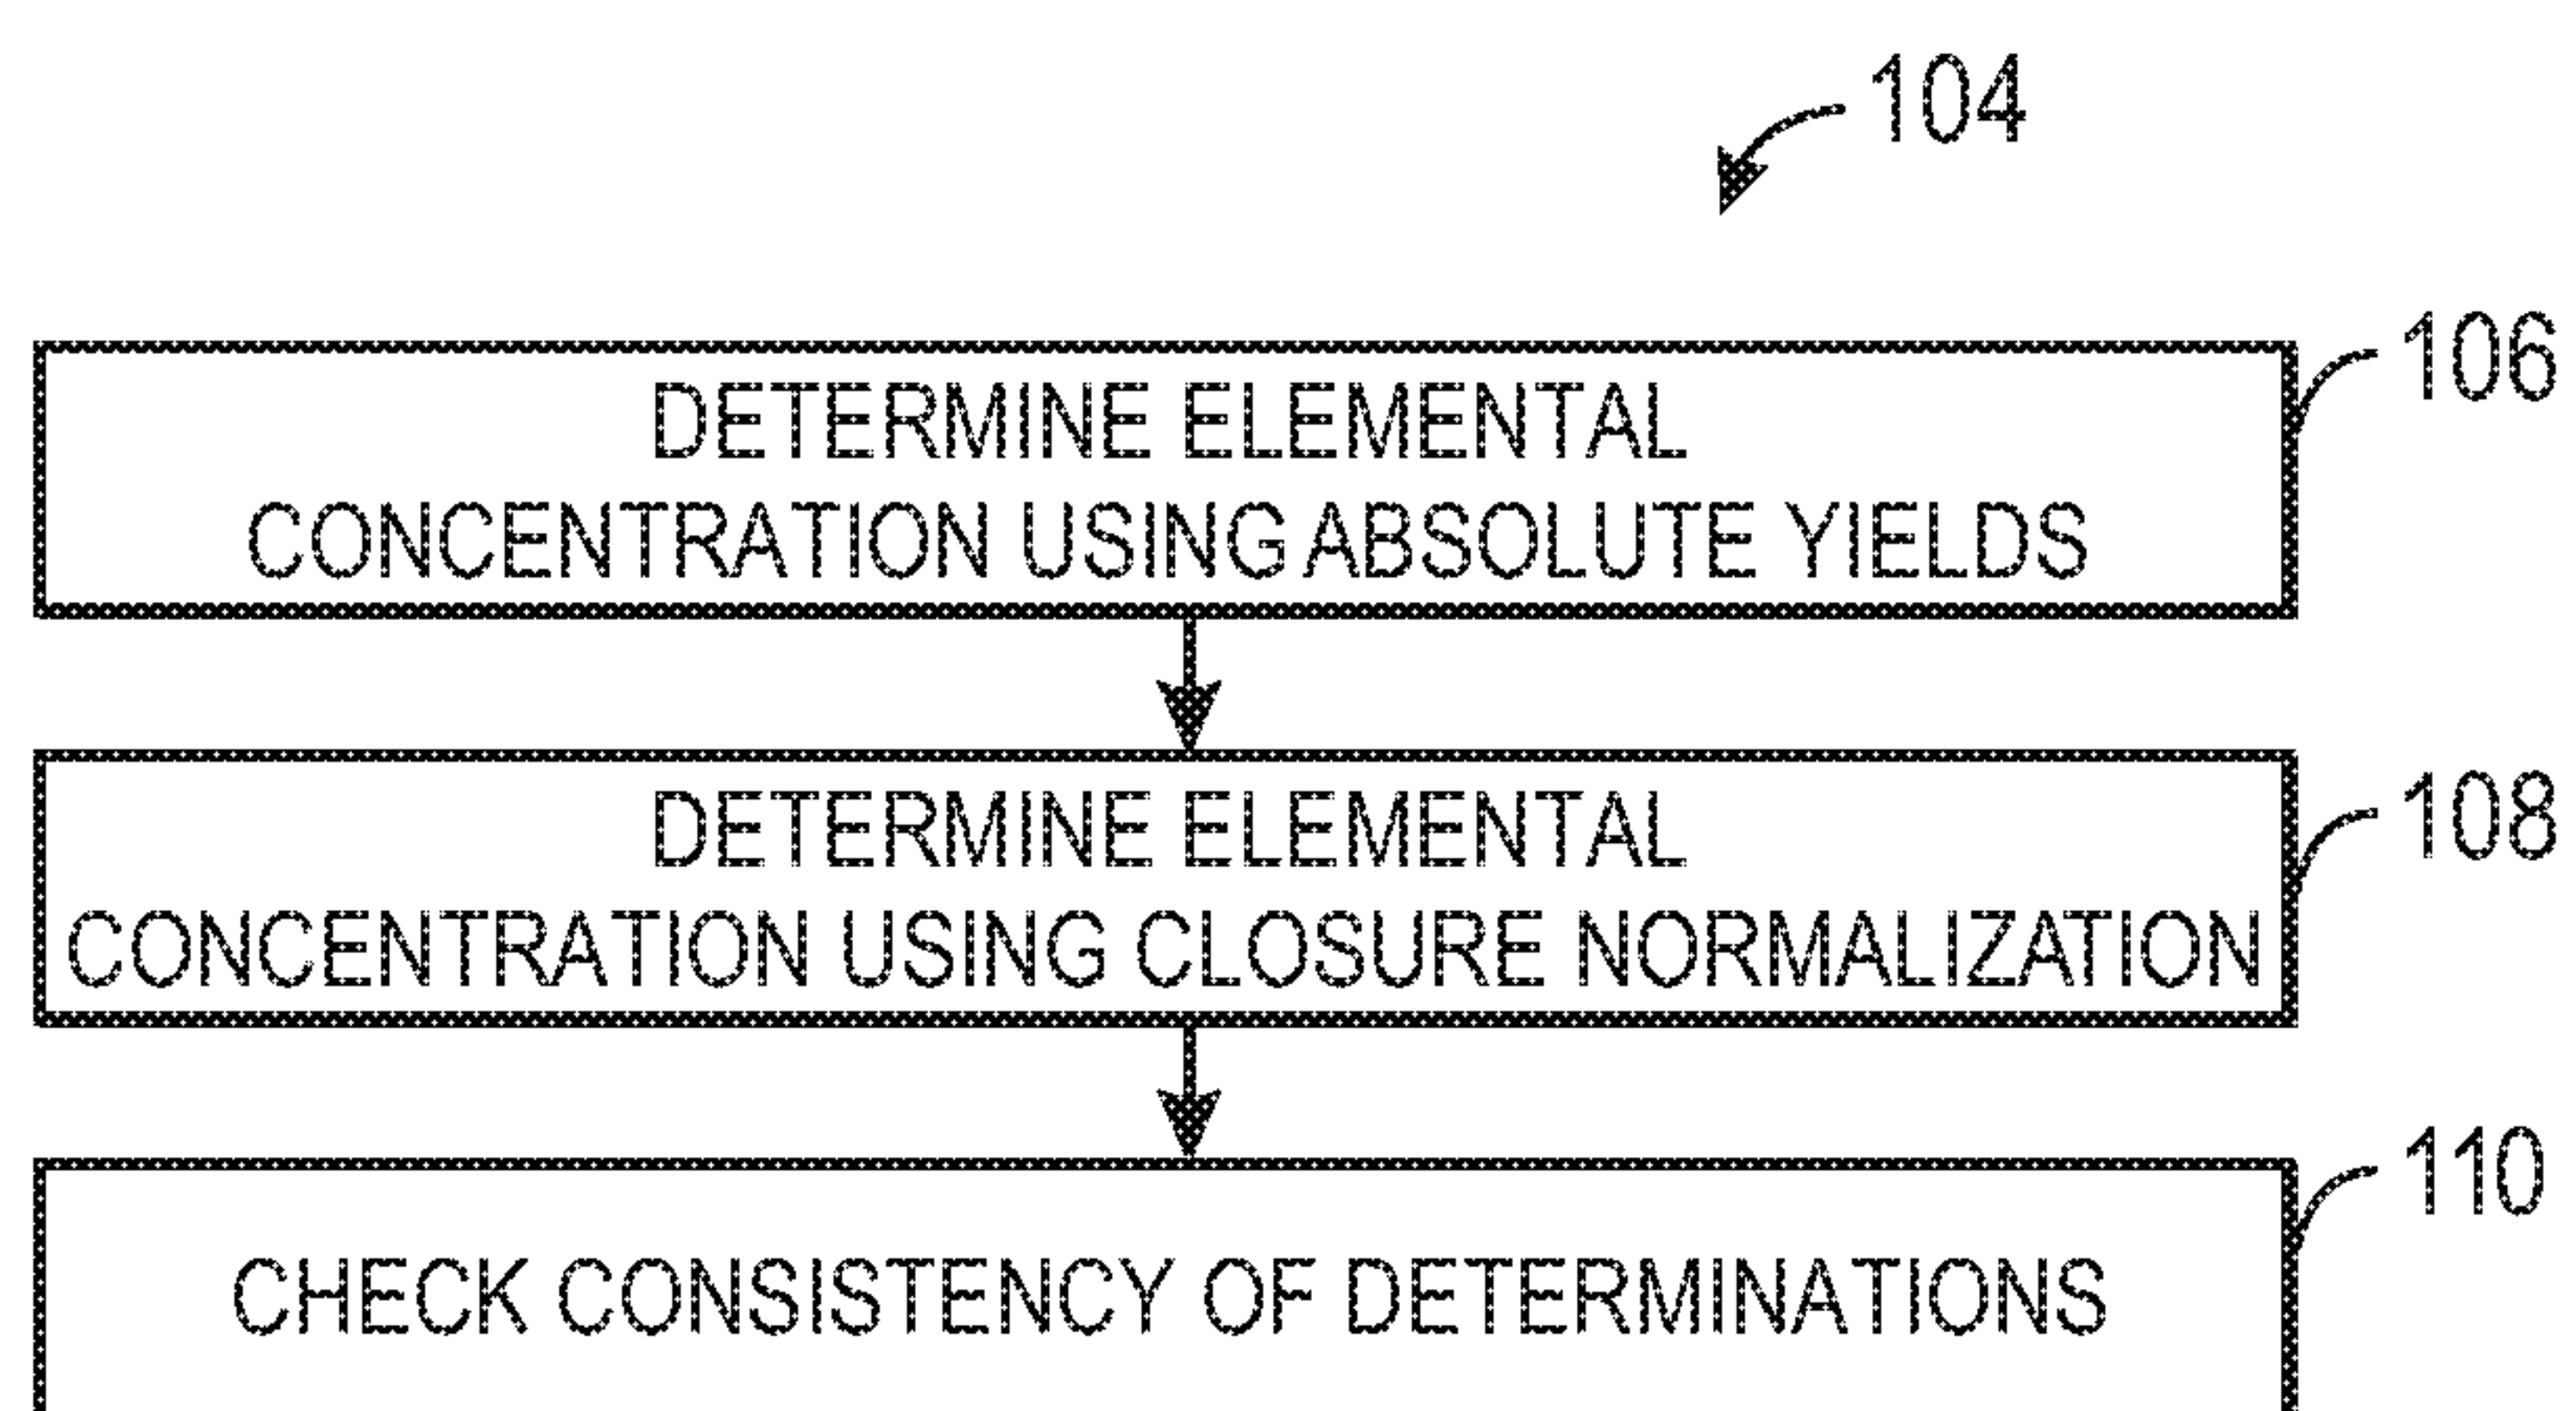 104
106
DETERMINE ELEMENTAL
CONCENTRATION USING ABSOLUTE YIELDS
108
DETERMINE ELEMENTAL
CONCENTRATION USING CLOSURE NORMALIZATION
110
CHECK CONSISTENCY OF DETERMINATIONS